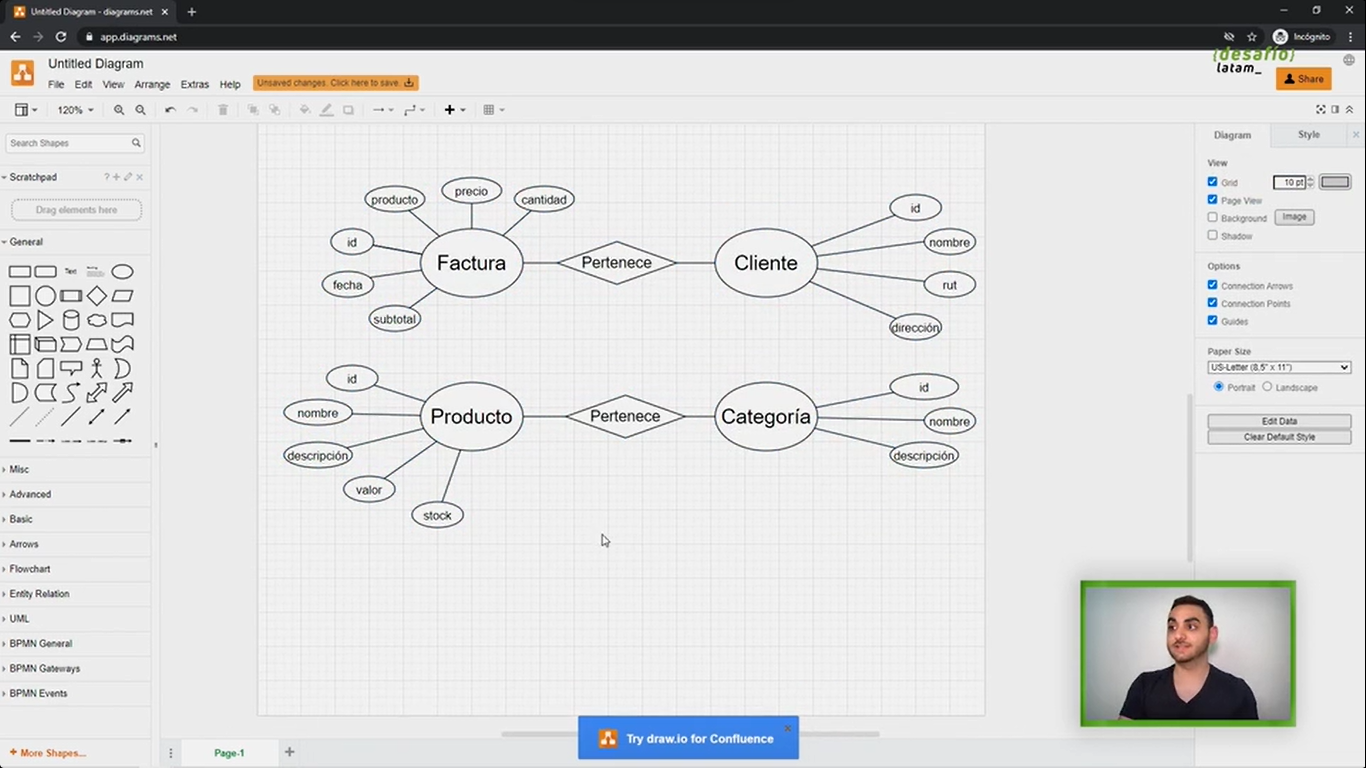 Untitled Diagram - diagrams.net
app.diagrams.net
Incógnito
{desafío}
latam_
Untitled Diagram
File Edit View Arrange Extras Help
Unsaved changes. Click here to save.
Share
120%
Search Shapes
Scratchpad
Drag elements here
General
Text
Misc
Advanced
Basic
Arrows
Flowchart
Entity Relation
UML
BPMN General
BPMN Gateways
BPMN Events
+ More Shapes...
producto
precio
cantidad
id
fecha
subtotal
Factura
Pertenece
Cliente
id
nombre
rut
dirección
id
nombre
descripción
valor
stock
Producto
Pertenece
Categoría
id
nombre
descripción
Diagram
Style
View
Grid
10 pt
Page View
Background
Image
Shadow
Options
Connection Arrows
Connection Points
Guides
Paper Size
US-Letter (8,5" x 11")
Portrait
Landscape
Edit Data
Clear Default Style
Page-1
Try draw.io for Confluence